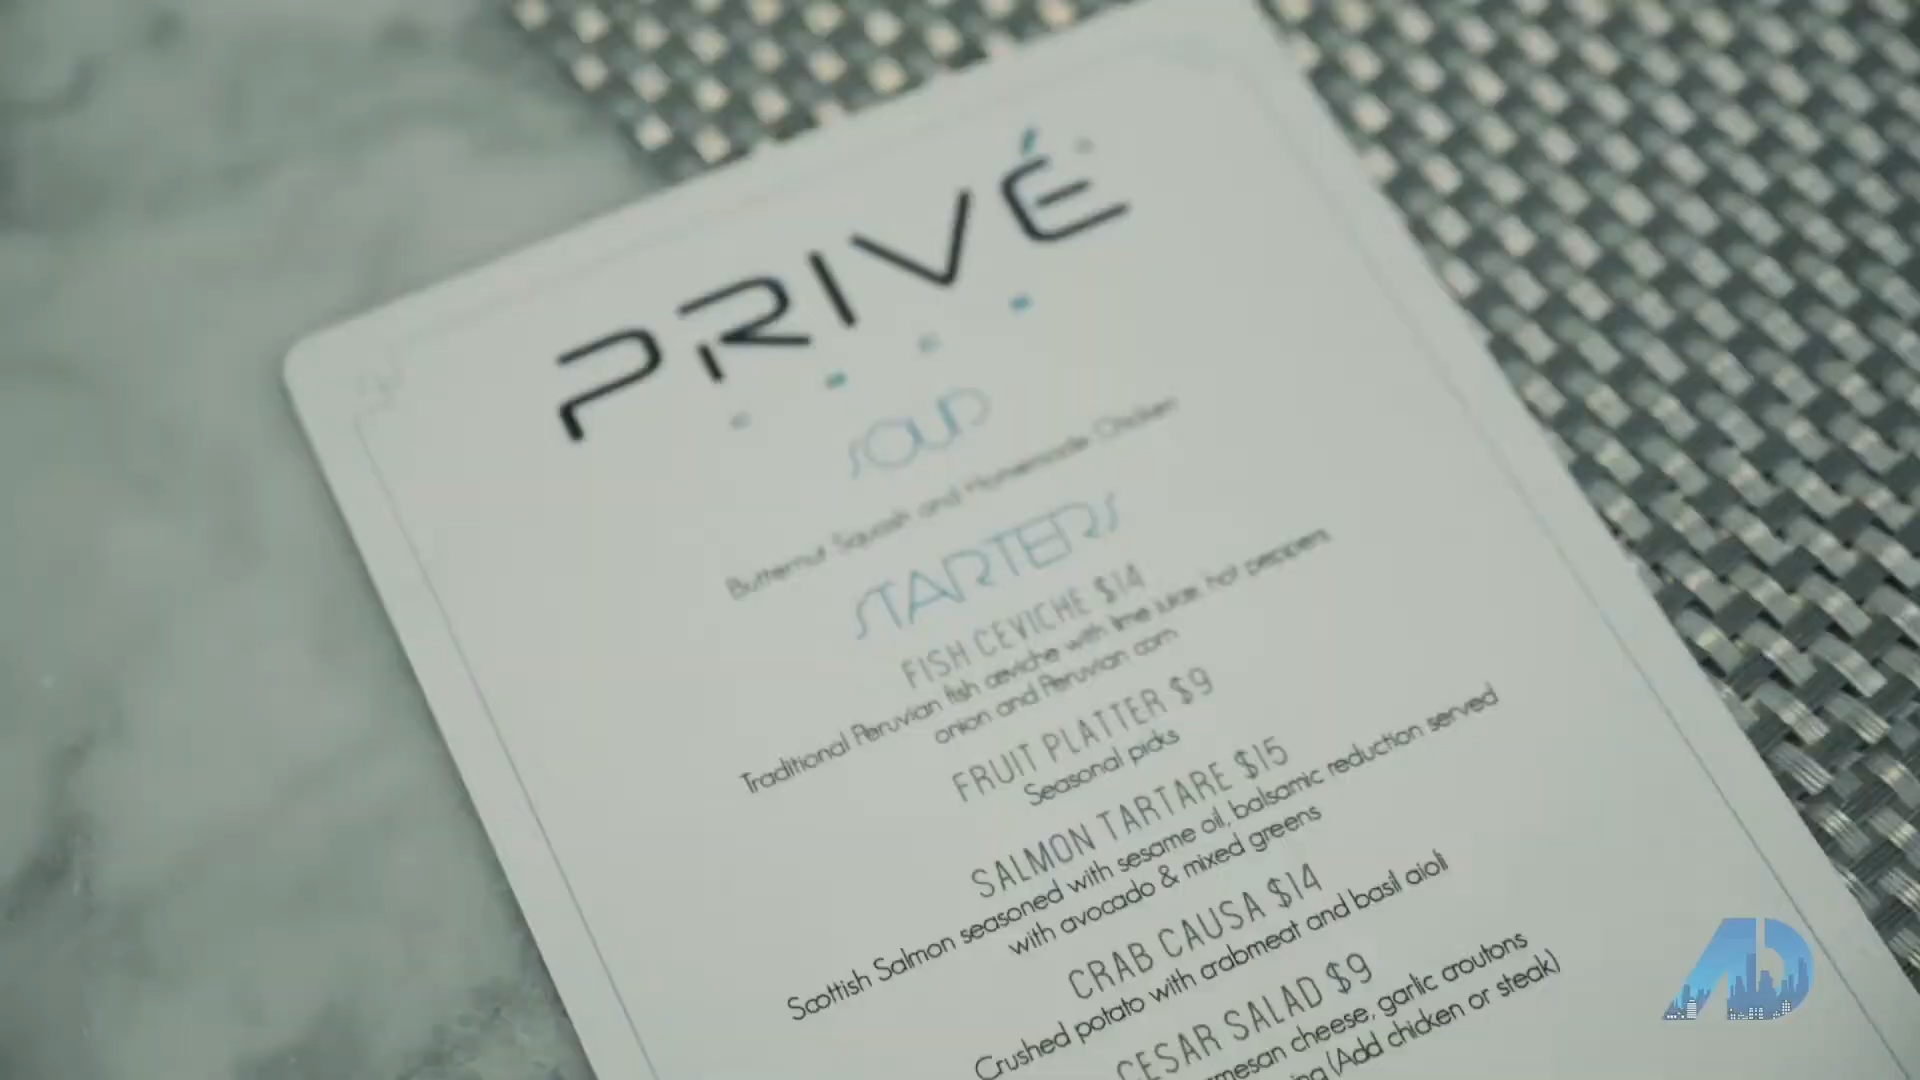 PRIVÉ
SOUP
Butternut Squash and Homemade Chicken
STARTERS
FISH CEVICHE $14
Traditional Peruvian fish ceviche with lime juice, hot peppers,
onion and Peruvian corn
FRUIT PLATTER $9
Seasonal picks
SALMON TARTARE $15
Scottish Salmon seasoned with sesame oil, balsamic reduction served
with avocado & mixed greens
CRAB CAUSA $14
Crushed potato with crabmeat and basil aioli
CESAR SALAD $9
cheese, garlic croutons
(Add chicken or steak)
AD